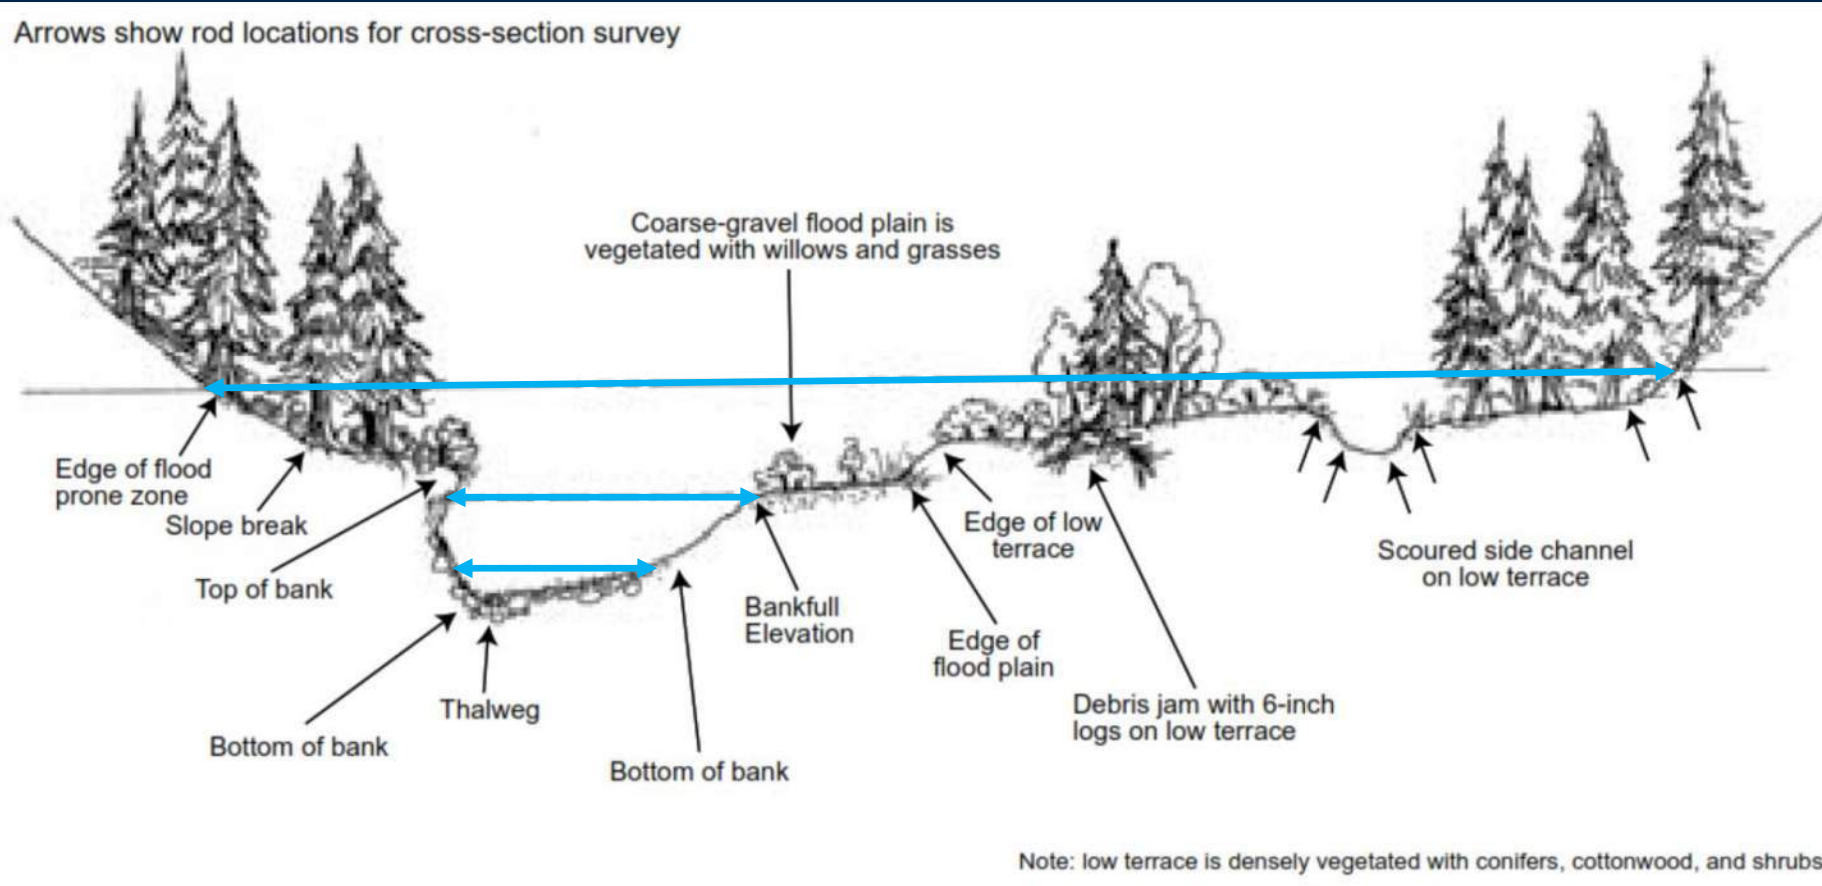 Arrows show rod locations for cross-section survey
Coarse-gravel flood plain is
vegetated with willows and grasses
Edge of flood
prone zone
Slope break
Top of bank
Bottom of bank
Thalweg
Bottom of bank
Bankfull
Elevation
Edge of low
terrace
Edge of
flood plain
Debris jam with 6-inch
logs on low terrace
Scoured side channel
on low terrace
Note: low terrace is densely vegetated with conifers, cottonwood, and shrubs